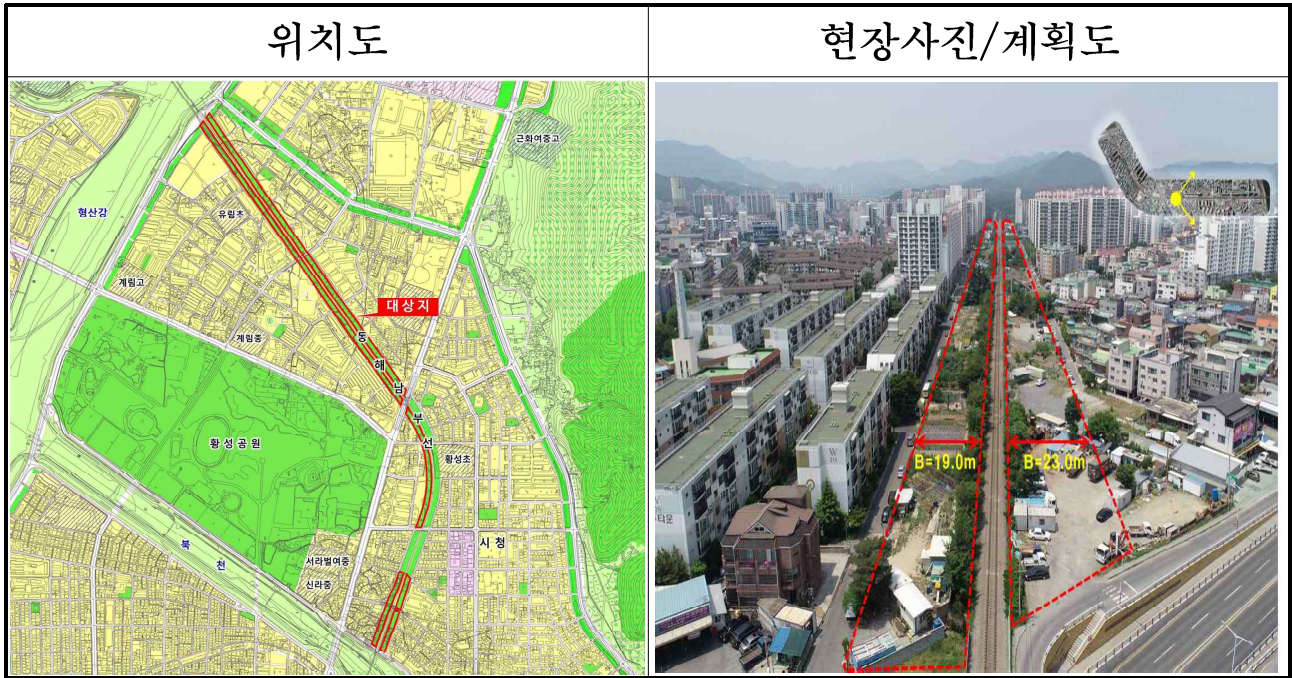 위치도
현장사진/계획도
근화여중고
형산강
유림초
계림고
대상지
계림중
동해남부선
황성공원
황성초
시청
북천
서라벌여중
신라중
B=19.0m
B=23.0m
W